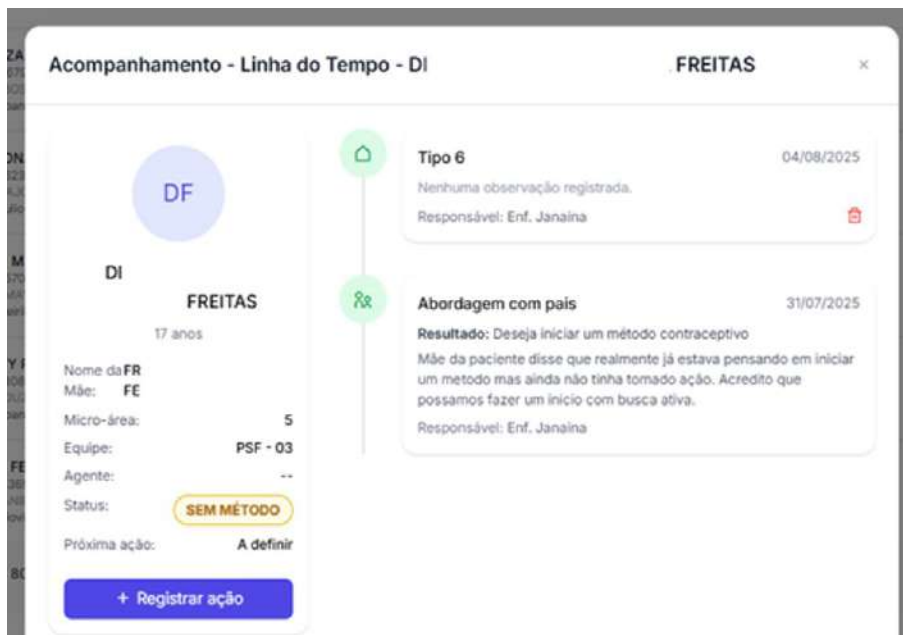 Acompanhamento - Linha do Tempo - DI FREITAS ×
DF
DI
FREITAS
17 anos
Nome da FR
Mãe: FE
Micro-área: 5
Equipe: PSF - 03
Agente: --
Status: SEM MÉTODO
Próxima ação: A definir
+ Registrar ação
Tipo 6 04/08/2025
Nenhuma observação registrada.
Responsável: Enf. Janaina
Abordagem com pais 31/07/2025
Resultado: Deseja iniciar um método contraceptivo
Mãe da paciente disse que realmente já estava pensando em iniciar
um metodo mas ainda não tinha tomado ação. Acredito que
possamos fazer um inicio com busca ativa.
Responsável: Enf. Janaina